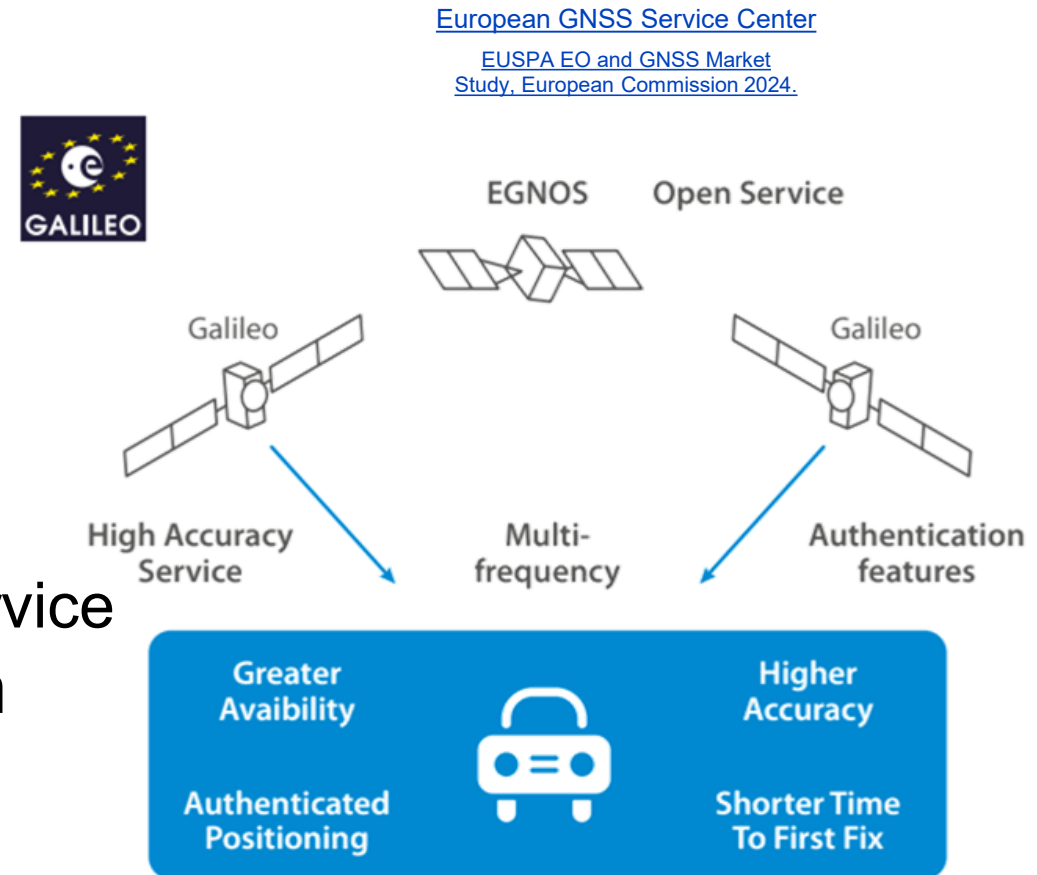 European GNSS Service Center
EUSPA EO and GNSS Market
Study, European Commission 2024.
GALILEO
EGNOS
Open Service
Galileo
Galileo
High Accuracy
Service
Multi-
frequency
Authentication
features
Greater
Avaibility
Higher
Accuracy
Authenticated
Positioning
Shorter Time
To First Fix